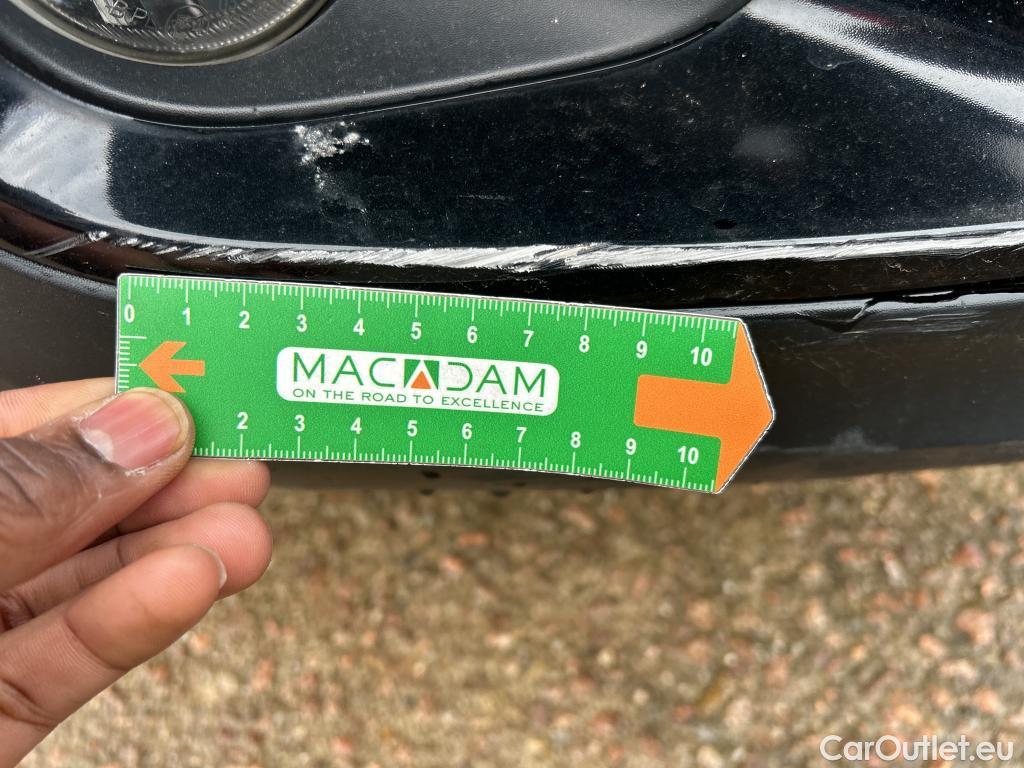 B.P.
0 1 2 3 4 5 6 7 8 9 10
MACADAM
ON THE ROAD TO EXCELLENCE
2 3 4 5 6 7 8 9 10
CarOutlet.eu